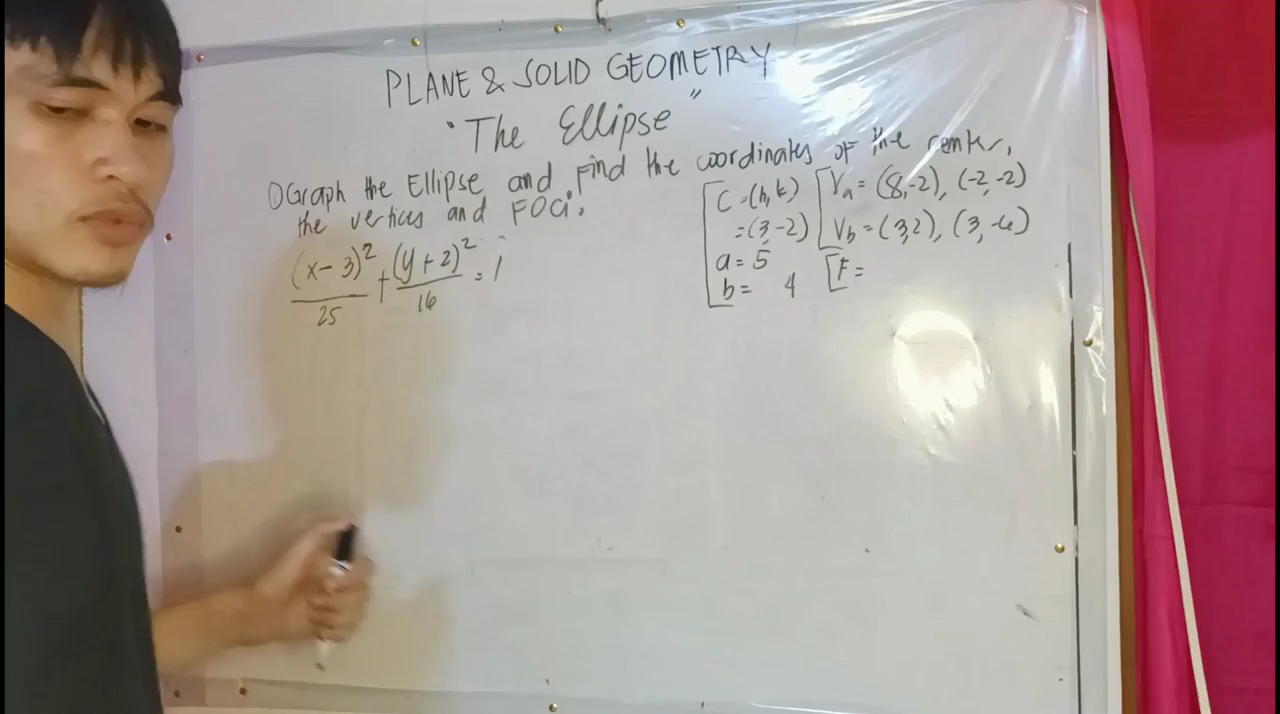 PLANE & SOLID GEOMETRY
"The Ellipse"
1) Graph the Ellipse and Find the coordinates of the center,
the vertices and FOCi.
(x-3)²/25 + (y+2)²/16 = 1
C = (h, k)
= (3, -2)
a = 5
b = 4
Va = (8, -2), (-2, -2)
Vb = (3, 2), (3, -6)
F =